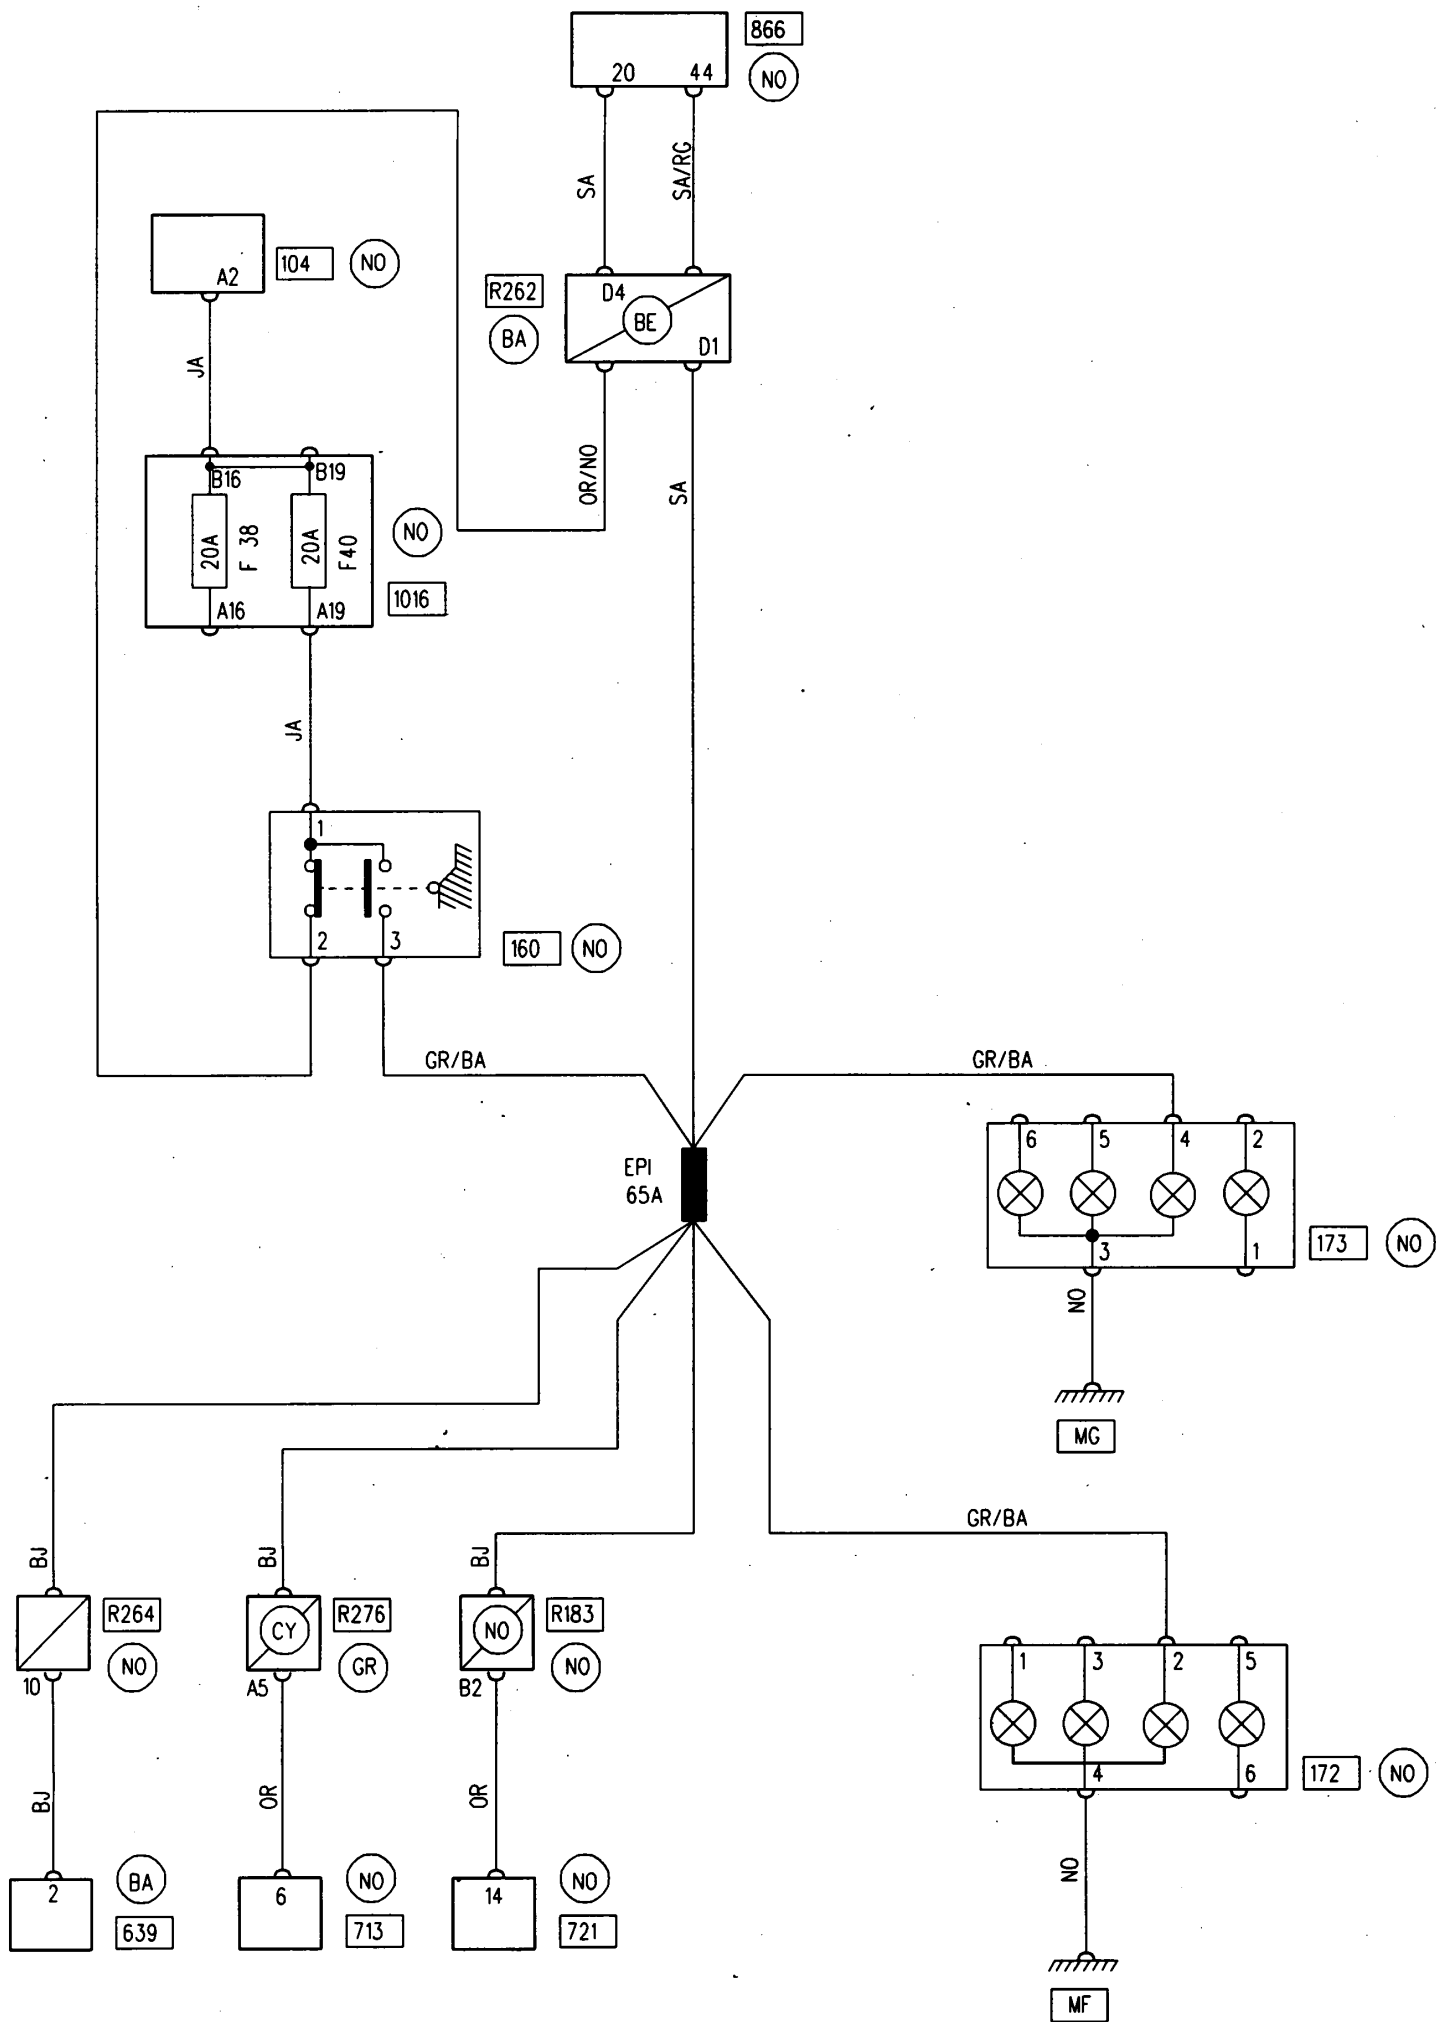 866
20 44
NO
SA
SA/RG
104
NO
A2
R262
D4
BE
BA
D1
JA
OR/NO
SA
B16 B19
20A
F 38
20A
F40
NO
A16 A19
1016
JA
1
2 3
160
NO
GR/BA
GR/BA
6 5 4 2
EPI
65A
173
NO
3 1
NO
MG
GR/BA
BJ
BJ
BJ
R264
CY
R276
NO
R183
NO
GR
NO
10
A5
B2
1 3 2 5
4 6
172
NO
BJ
OR
OR
NO
BA
NO
NO
2
6
14
639
713
721
MF